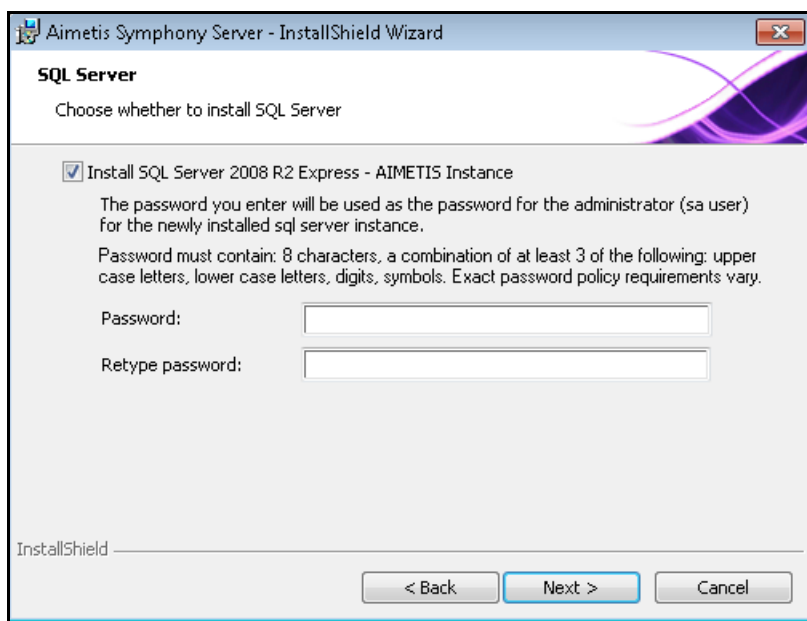 Aimetis Symphony Server - InstallShield Wizard
SQL Server
Choose whether to install SQL Server
Install SQL Server 2008 R2 Express - AIMETIS Instance
The password you enter will be used as the password for the administrator (sa user)
for the newly installed sql server instance.
Password must contain: 8 characters, a combination of at least 3 of the following: upper
case letters, lower case letters, digits, symbols. Exact password policy requirements vary.
Password:
Retype password:
InstallShield
< Back Next > Cancel